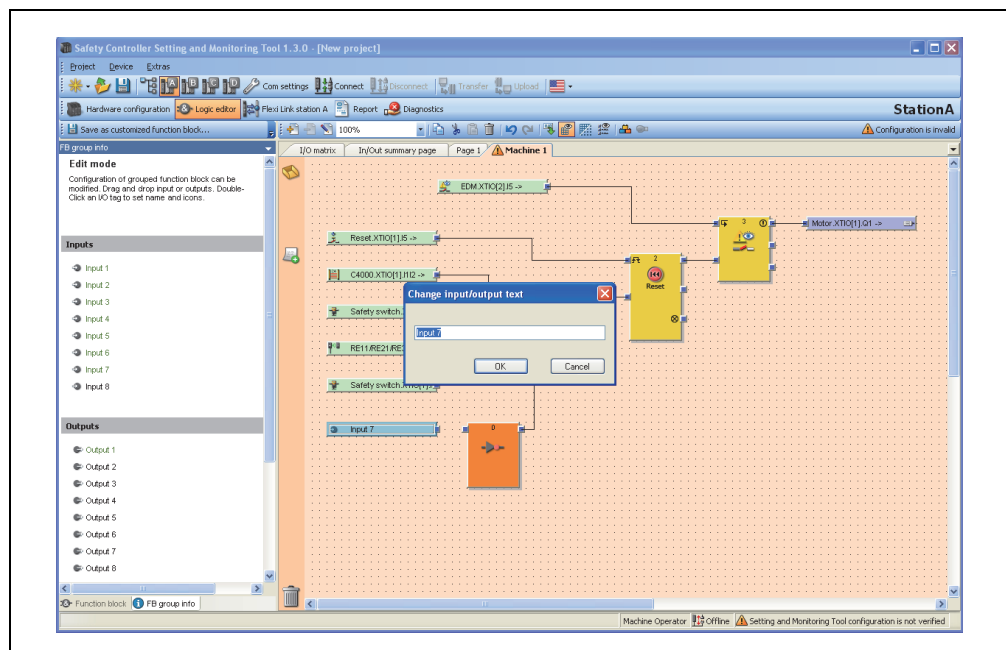 Safety Controller Setting and Monitoring Tool 1.3.0 - [New project]
Project Device Extras
Com settings Connect Disconnect Transfer Upload
Hardware configuration Logic editor Flexi Link station A Report Diagnostics StationA
Save as customized function block... 100% Configuration is invalid
FB group info
I/O matrix In/Out summary page Page 1 Machine 1
Edit mode
Configuration of grouped function block can be
modified. Drag and drop input or outputs. Double-
Click an I/O tag to set name and icons.
Inputs
Input 1
Input 2
Input 3
Input 4
Input 5
Input 6
Input 7
Input 8
Outputs
Output 1
Output 2
Output 3
Output 4
Output 5
Output 6
Output 7
Output 8
Function block FB group info
EDM.XTIO[2].I5 ->
Reset.XTIO[1].I5 ->
C4000.XTIO[1].I1I2 ->
Safety switch.
RE11/RE21/RE
Safety switch.XTIO[1].
Input 7
9
2
Reset
3
Motor.XTIO[1].Q1 ->
Change input/output text
Input 7
OK Cancel
Machine Operator Offline Setting and Monitoring Tool configuration is not verified